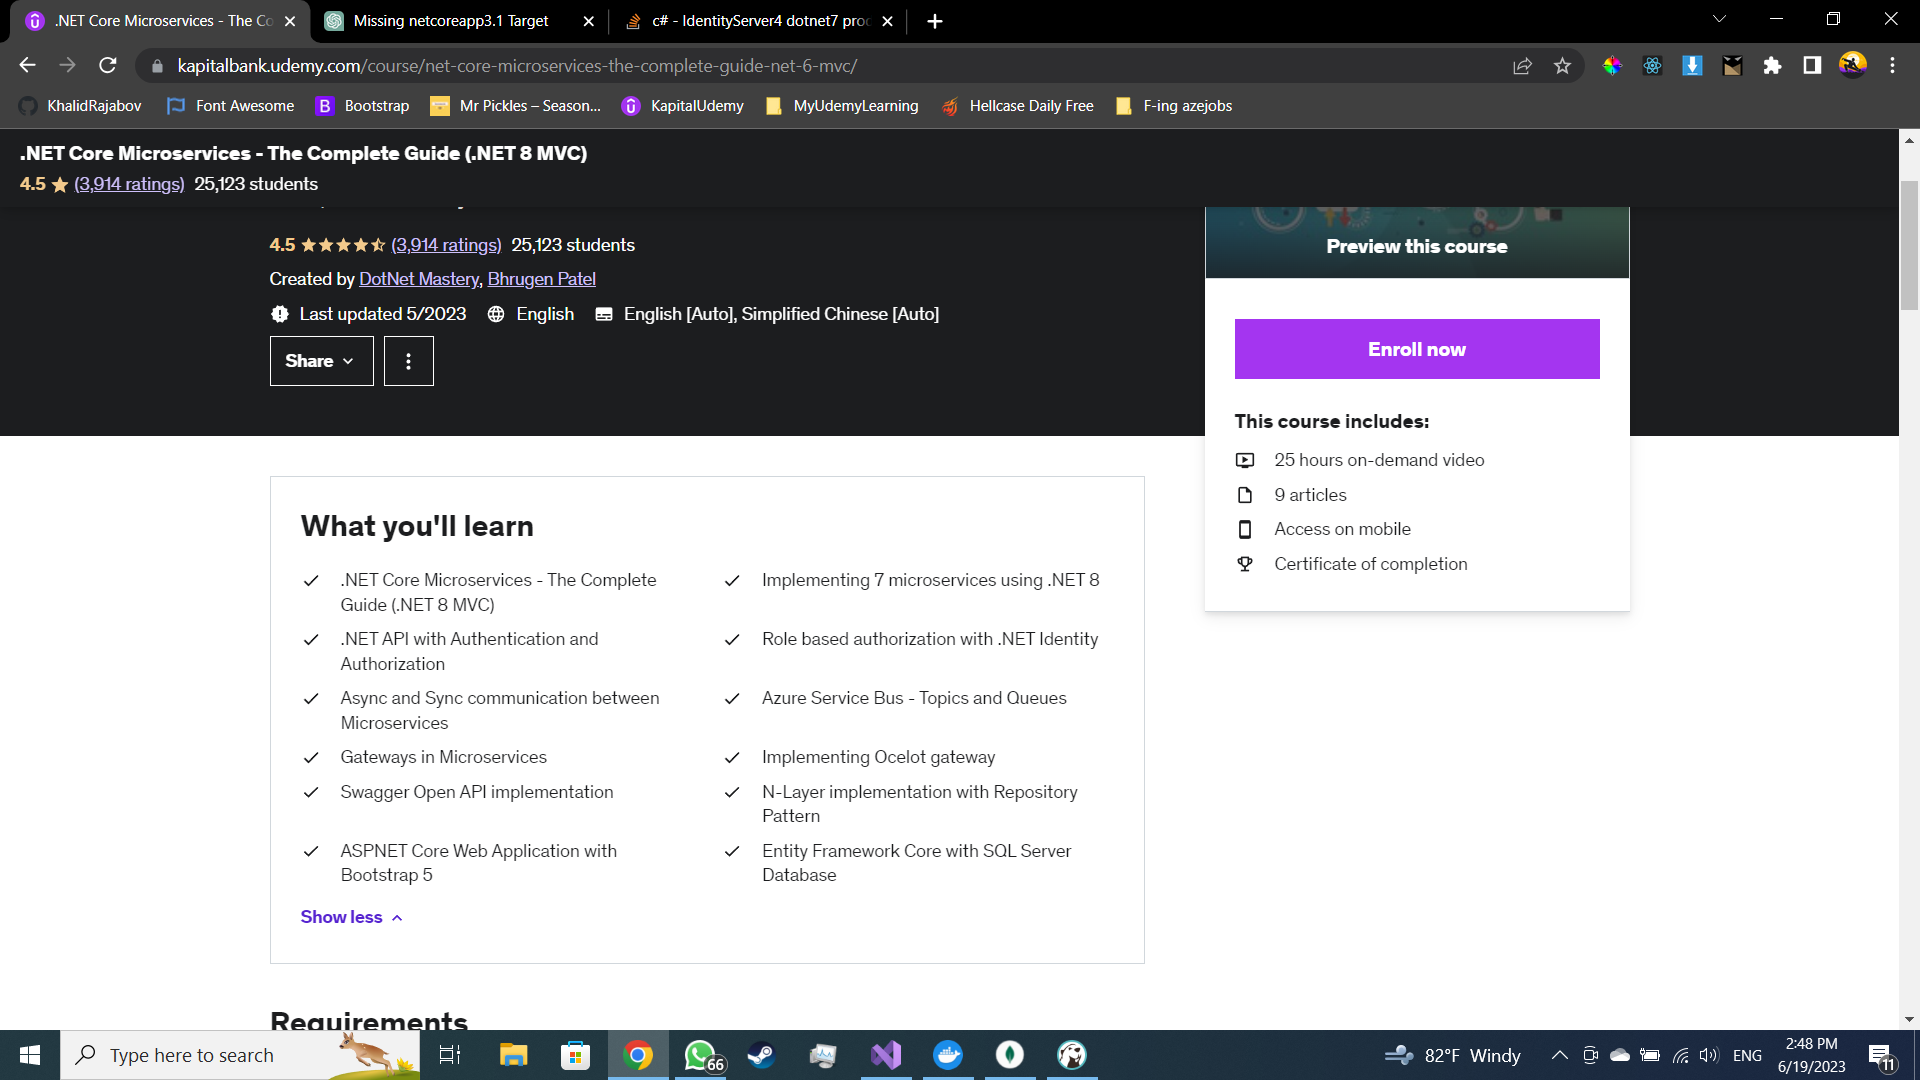 .NET Core Microservices - The Co
Missing netcoreapp3.1 Target
c# - IdentityServer4 dotnet7 proc
kapitalbank.udemy.com/course/net-core-microservices-the-complete-guide-net-6-mvc/
KhalidRajabov
Font Awesome
B Bootstrap
Mr Pickles – Season...
KapitalUdemy
MyUdemyLearning
Hellcase Daily Free
F-ing azejobs
.NET Core Microservices - The Complete Guide (.NET 8 MVC)
4.5 (3,914 ratings) 25,123 students
4.5 (3,914 ratings) 25,123 students
Created by DotNet Mastery, Bhrugen Patel
Last updated 5/2023 English English [Auto], Simplified Chinese [Auto]
Share
Preview this course
Enroll now
This course includes:
25 hours on-demand video
9 articles
Access on mobile
Certificate of completion
What you'll learn
.NET Core Microservices - The Complete
Guide (.NET 8 MVC)
Implementing 7 microservices using .NET 8
.NET API with Authentication and
Authorization
Role based authorization with .NET Identity
Async and Sync communication between
Microservices
Azure Service Bus - Topics and Queues
Gateways in Microservices
Implementing Ocelot gateway
Swagger Open API implementation
N-Layer implementation with Repository
Pattern
ASPNET Core Web Application with
Bootstrap 5
Entity Framework Core with SQL Server
Database
Show less
Requirements
Type here to search
66
82°F Windy
ENG
2:48 PM
6/19/2023
11